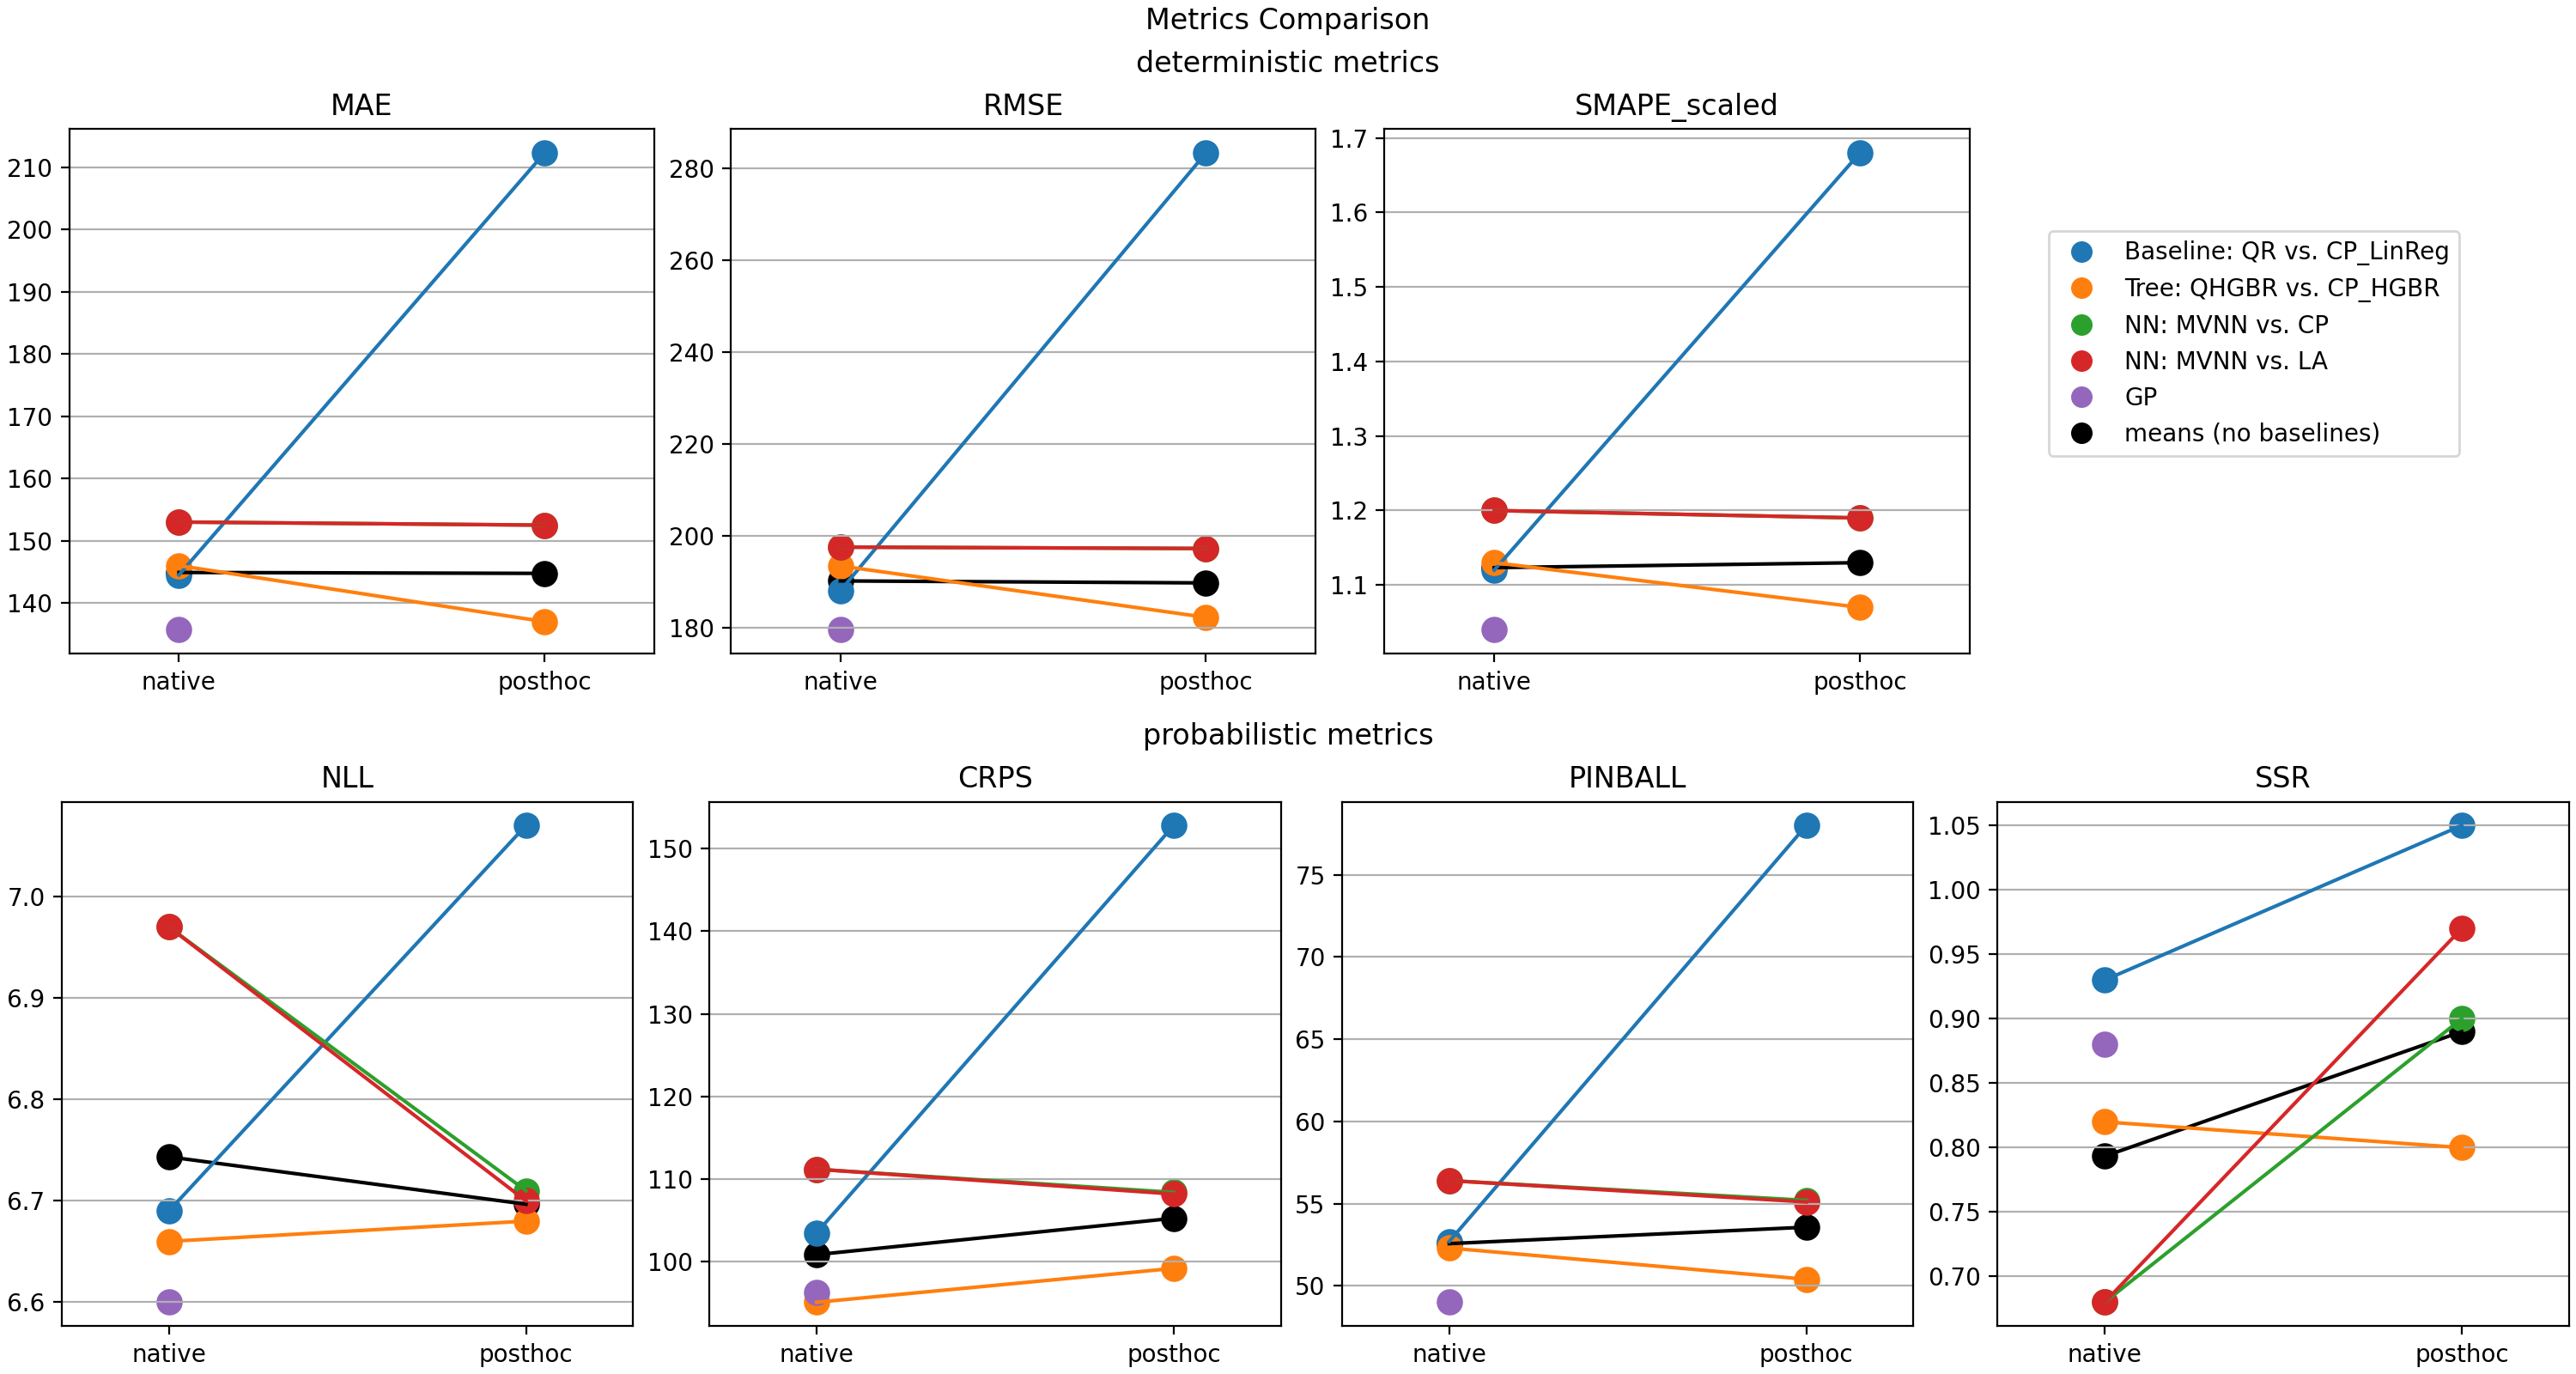 Metrics Comparison
deterministic metrics
MAE
210
200
190
180
170
160
150
140
native
posthoc
RMSE
280
260
240
220
200
180
native
posthoc
SMAPE_scaled
1.7
1.6
1.5
1.4
1.3
1.2
1.1
native
posthoc
Baseline: QR vs. CP_LinReg
Tree: QHGBR vs. CP_HGBR
NN: MVNN vs. CP
NN: MVNN vs. LA
GP
means (no baselines)
probabilistic metrics
NLL
7.0
6.9
6.8
6.7
6.6
native
posthoc
CRPS
150
140
130
120
110
100
native
posthoc
PINBALL
75
70
65
60
55
50
native
posthoc
SSR
1.05
1.00
0.95
0.90
0.85
0.80
0.75
0.70
native
posthoc